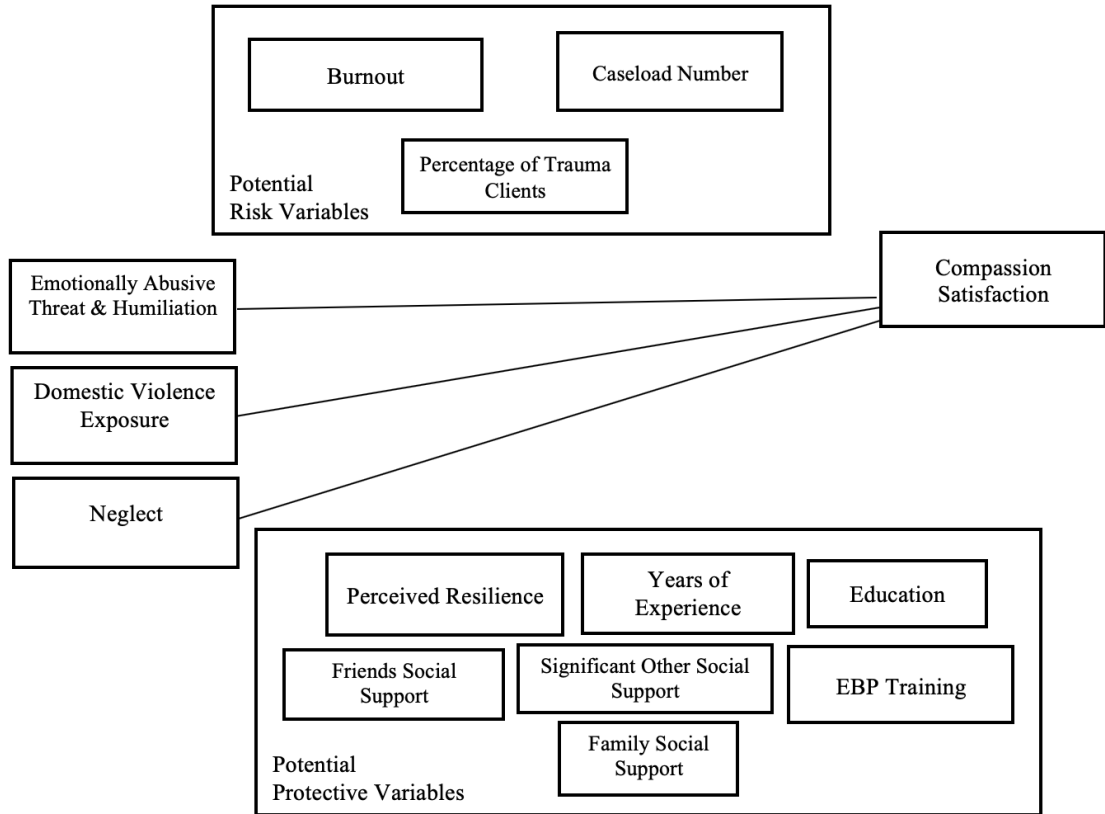 Burnout
Caseload Number
Percentage of Trauma
Clients
Potential
Risk Variables
Emotionally Abusive
Threat & Humiliation
Compassion
Satisfaction
Domestic Violence
Exposure
Neglect
Perceived Resilience
Years of
Experience
Education
Friends Social
Support
Significant Other Social
Support
EBP Training
Family Social
Support
Potential
Protective Variables